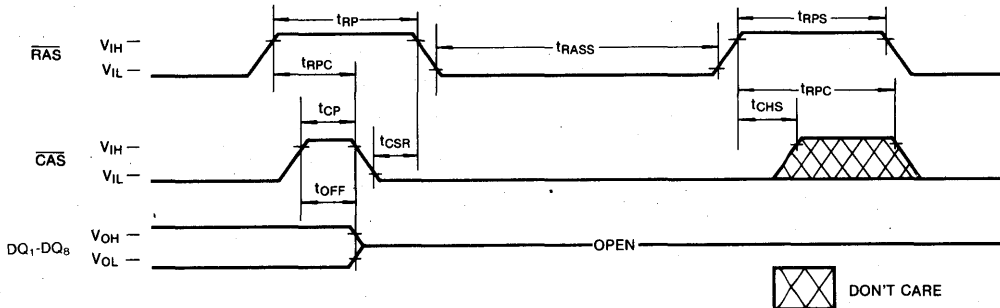 tRP
tRPS
RAS
VIH
VIL
tRASS
tRPC
tRPC
tCP
tCHS
CAS
VIH
VIL
tCSR
tOFF
DQ1-DQ8
VOH
VOL
OPEN
DON'T CARE